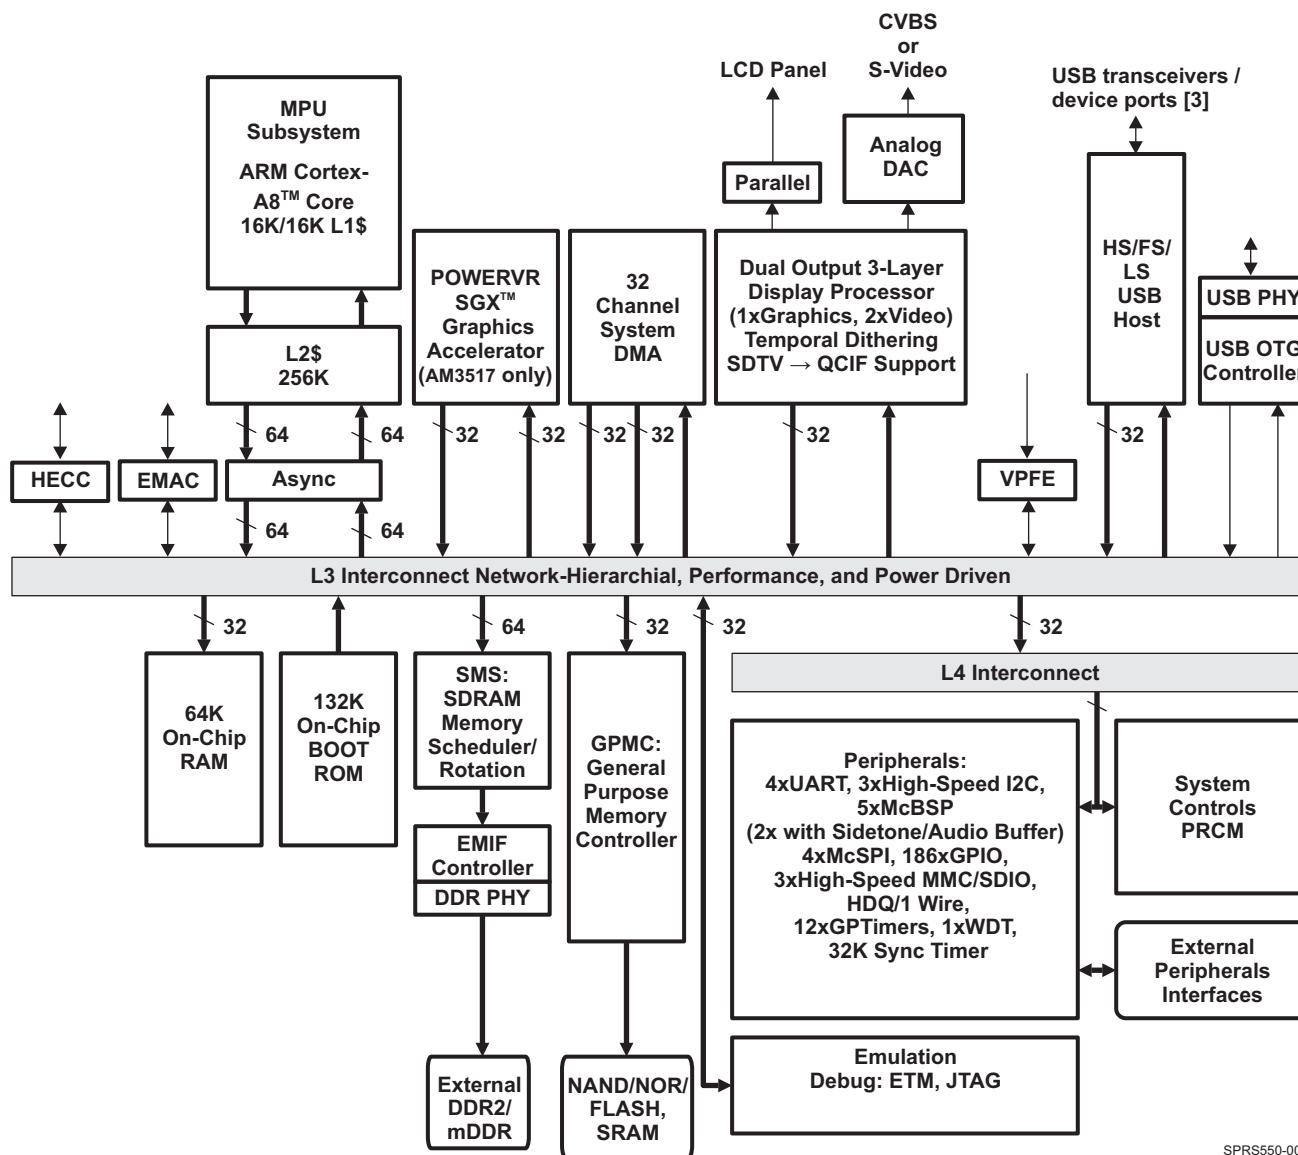 CVBS
or
S-Video
LCD Panel
USB transceivers /
device ports [3]
MPU
Subsystem
ARM Cortex-
A8™ Core
16K/16K L1$
Parallel
Analog
DAC
POWERVR
SGX™
Graphics
Accelerator
(AM3517 only)
32
Channel
System
DMA
Dual Output 3-Layer
Display Processor
(1xGraphics, 2xVideo)
Temporal Dithering
SDTV → QCIF Support
HS/FS/
LS
USB
Host
USB PHY
USB OTG
Controller
L2$
256K
64
64
32
32
32
32
32
32
HECC
EMAC
Async
VPFE
64
64
L3 Interconnect Network-Hierarchial, Performance, and Power Driven
32
64
32
32
32
64K
On-Chip
RAM
132K
On-Chip
BOOT
ROM
SMS:
SDRAM
Memory
Scheduler/
Rotation
GPMC:
General
Purpose
Memory
Controller
L4 Interconnect
EMIF
Controller
DDR PHY
Peripherals:
4xUART, 3xHigh-Speed I2C,
5xMcBSP
(2x with Sidetone/Audio Buffer)
4xMcSPI, 186xGPIO,
3xHigh-Speed MMC/SDIO,
HDQ/1 Wire,
12xGPTimers, 1xWDT,
32K Sync Timer
System
Controls
PRCM
External
Peripherals
Interfaces
Emulation
Debug: ETM, JTAG
External
DDR2/
mDDR
NAND/NOR/
FLASH,
SRAM
SPRS550-00